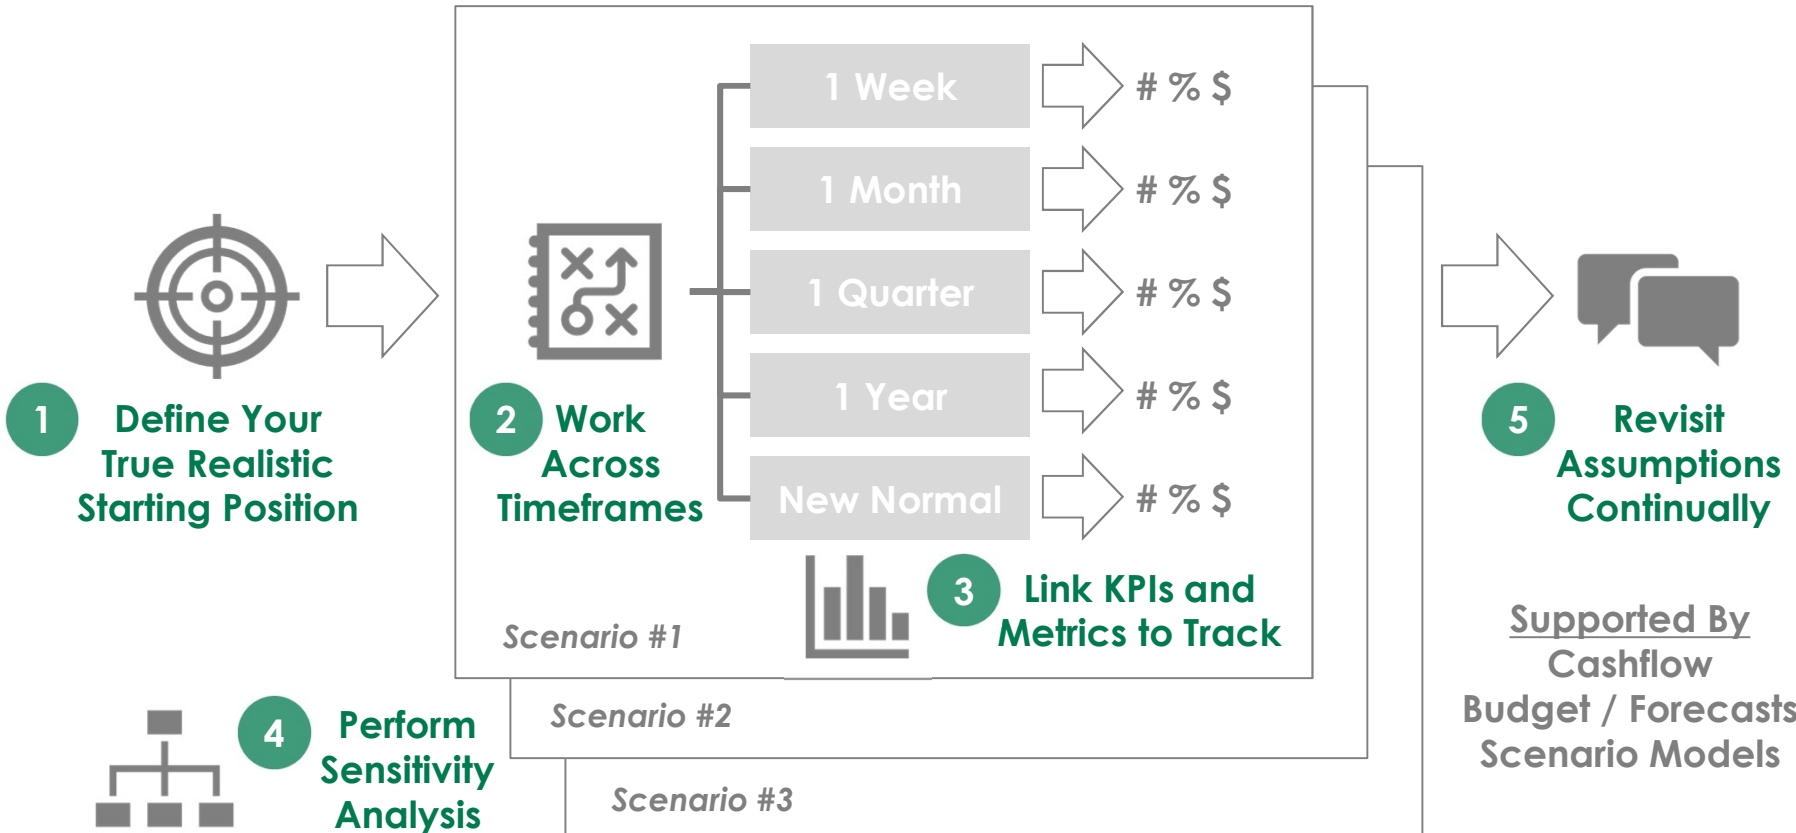 1 Week
# % $
1 Month
# % $
1 Quarter
# % $
1 Year
# % $
New Normal
# % $
1
Define Your
True Realistic
Starting Position
2
Work
Across
Timeframes
3
Link KPIs and
Metrics to Track
Scenario #1
4
Perform
Sensitivity
Analysis
Scenario #2
Scenario #3
5
Revisit
Assumptions
Continually
Supported By
Cashflow
Budget / Forecasts
Scenario Models